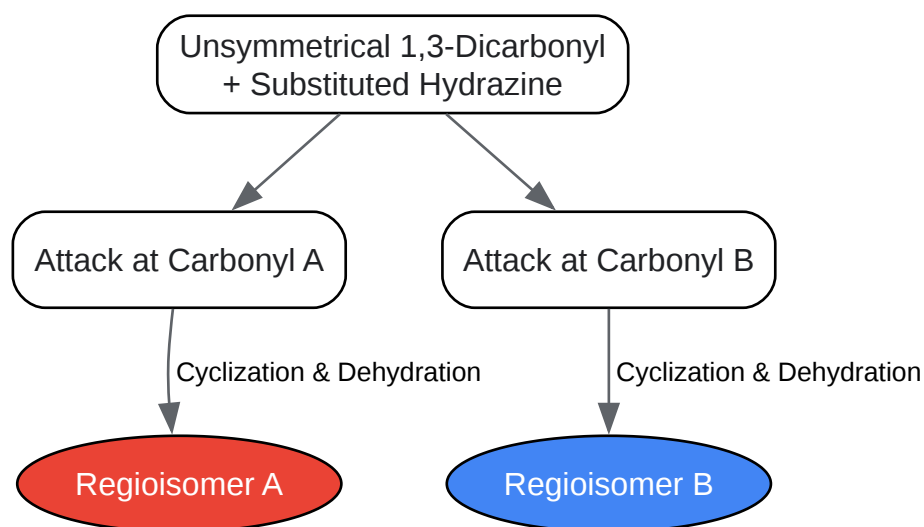 Unsymmetrical 1,3-Dicarbonyl
+ Substituted Hydrazine
Attack at Carbonyl A
Attack at Carbonyl B
Cyclization & Dehydration
Cyclization & Dehydration
Regioisomer A
Regioisomer B